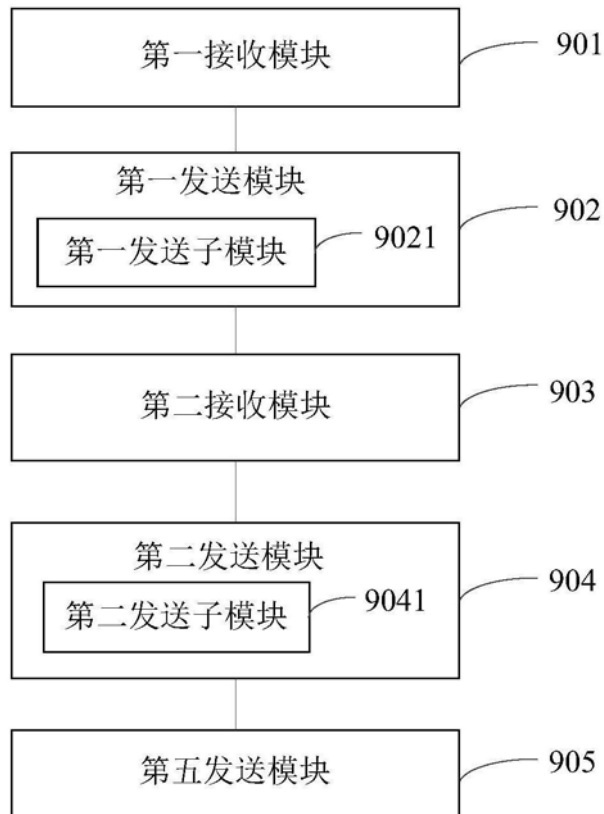 第一接收模块
901
第一发送模块
902
第一发送子模块
9021
第二接收模块
903
第二发送模块
904
第二发送子模块
9041
第五发送模块
905